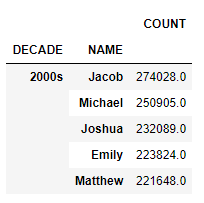 COUNT
DECADE NAME
2000s Jacob 274028.0
Michael 250905.0
Joshua 232089.0
Emily 223824.0
Matthew 221648.0